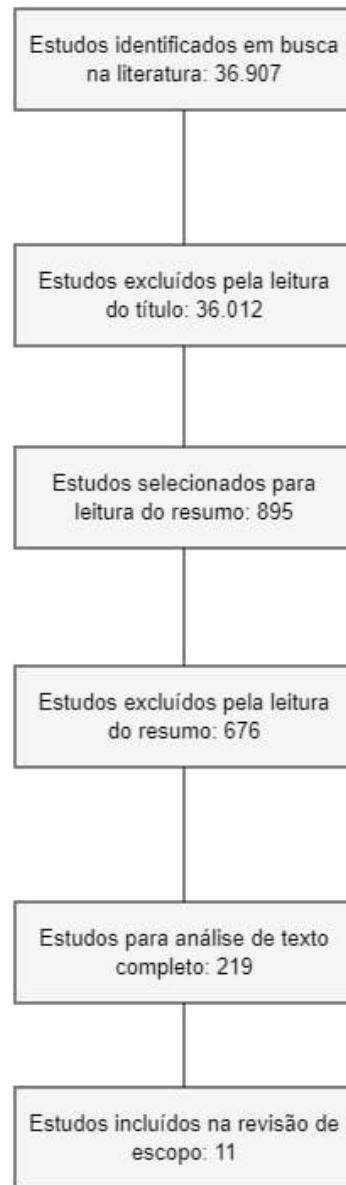 Estudos identificados em busca
na literatura: 36.907
Estudos excluídos pela leitura
do título: 36.012
Estudos selecionados para
leitura do resumo: 895
Estudos excluídos pela leitura
do resumo: 676
Estudos para análise de texto
completo: 219
Estudos incluídos na revisão de
escopo: 11